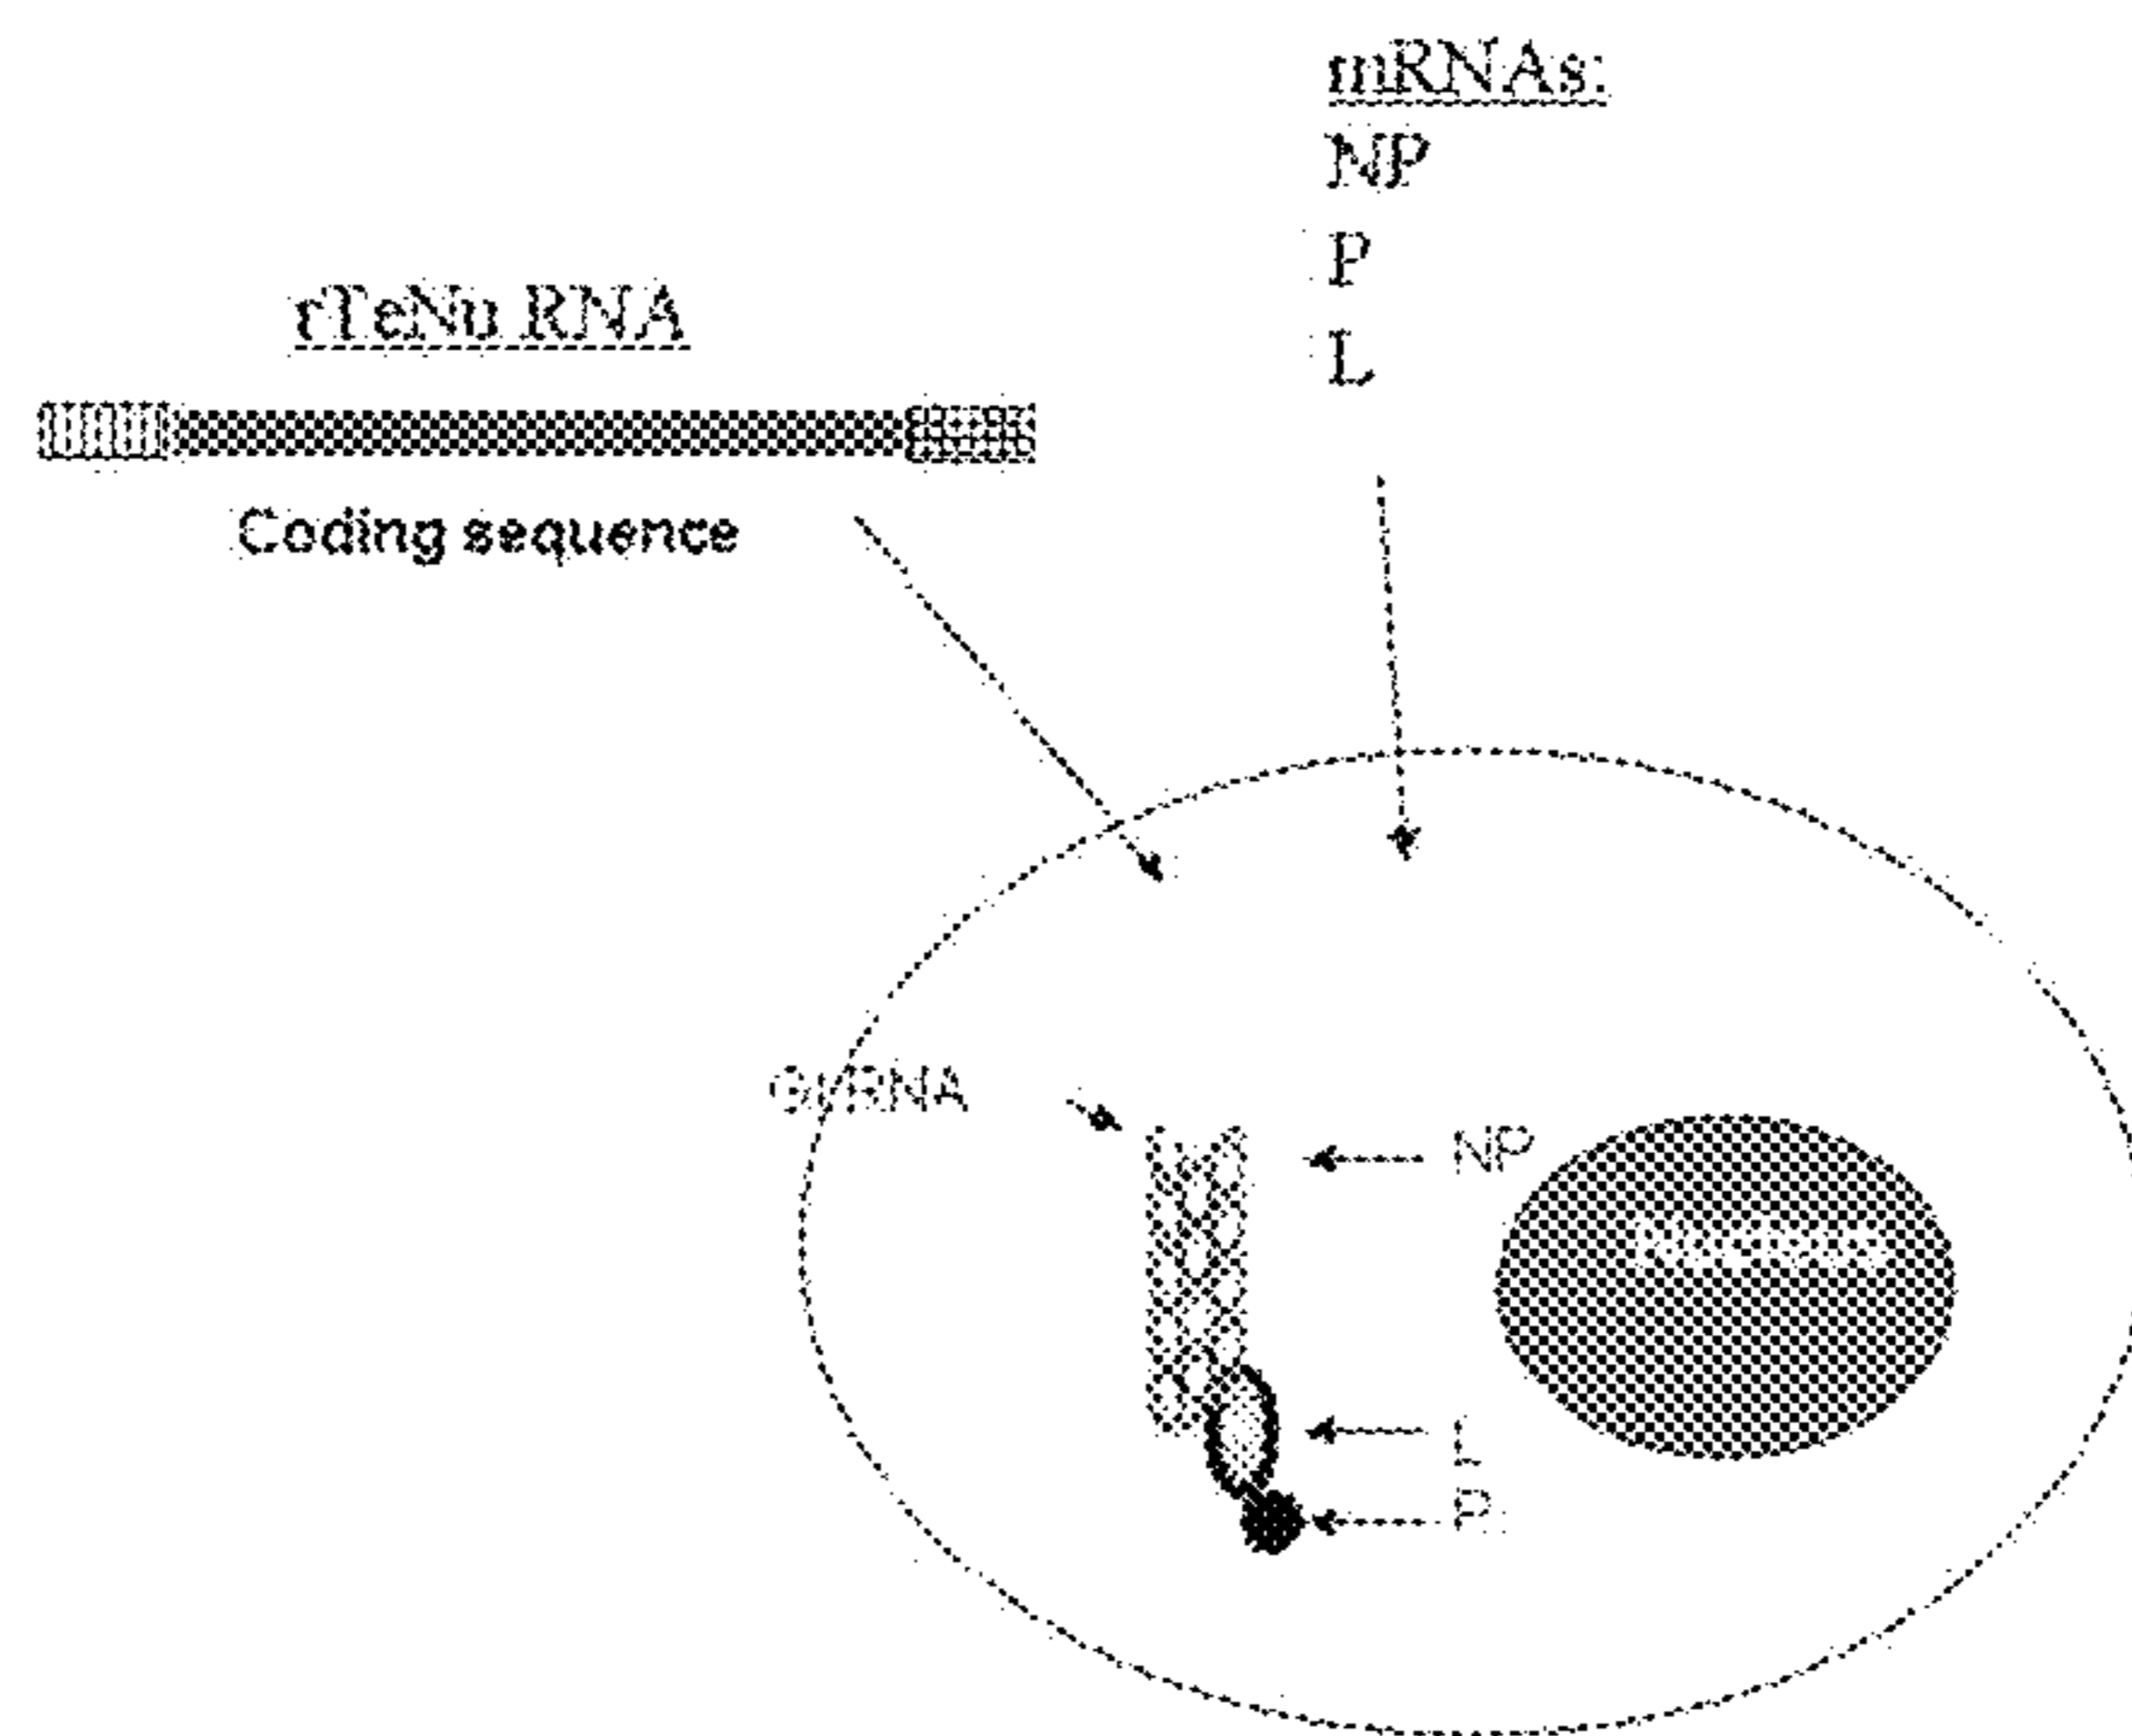 mRNAs:
NP
P
L
rTeNu RNA
Coding sequence
NP
L
P